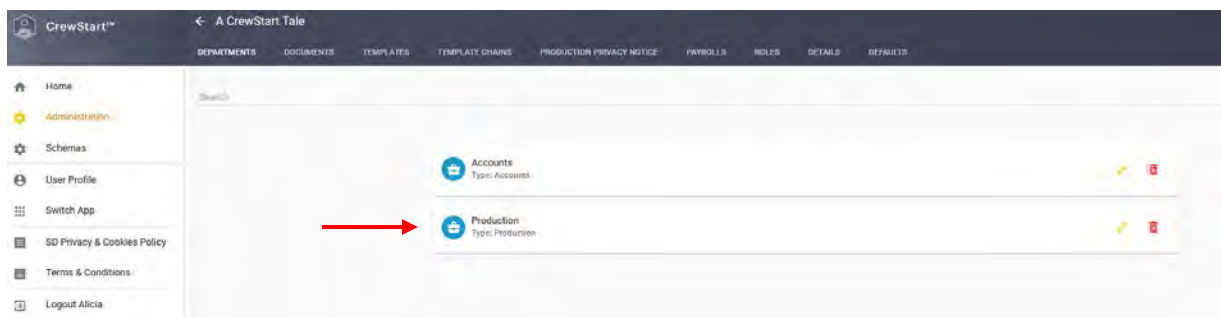 CrewStart™
← A CrewStart Tale
DEPARTMENTS DOCUMENTS TEMPLATES TEMPLATE CHAINS PRODUCTION PRIVACY NOTICE PAYROLLS ROLES DETAILS DEFAULTS
Home
Administration
Schemas
User Profile
Switch App
SD Privacy & Cookies Policy
Terms & Conditions
Logout Alicia
Search
Accounts
Type: Accounts
Production
Type: Production